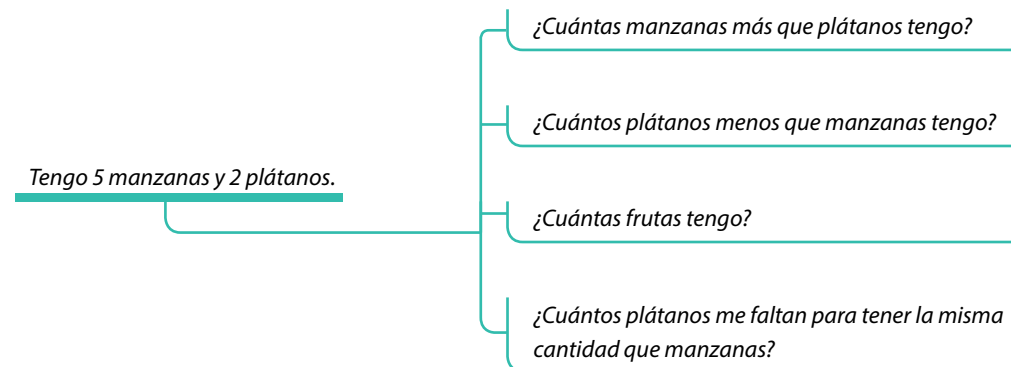 ¿Cuántas manzanas más que plátanos tengo?
¿Cuántos plátanos menos que manzanas tengo?
Tengo 5 manzanas y 2 plátanos.
¿Cuántas frutas tengo?
¿Cuántos plátanos me faltan para tener la misma
cantidad que manzanas?